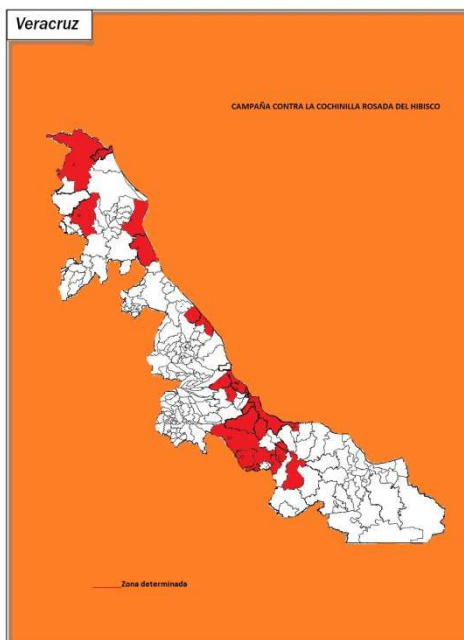 Veracruz
CAMPAÑA CONTRA LA COCHINILLA ROSADA DEL HIBISCO
Zona determinada